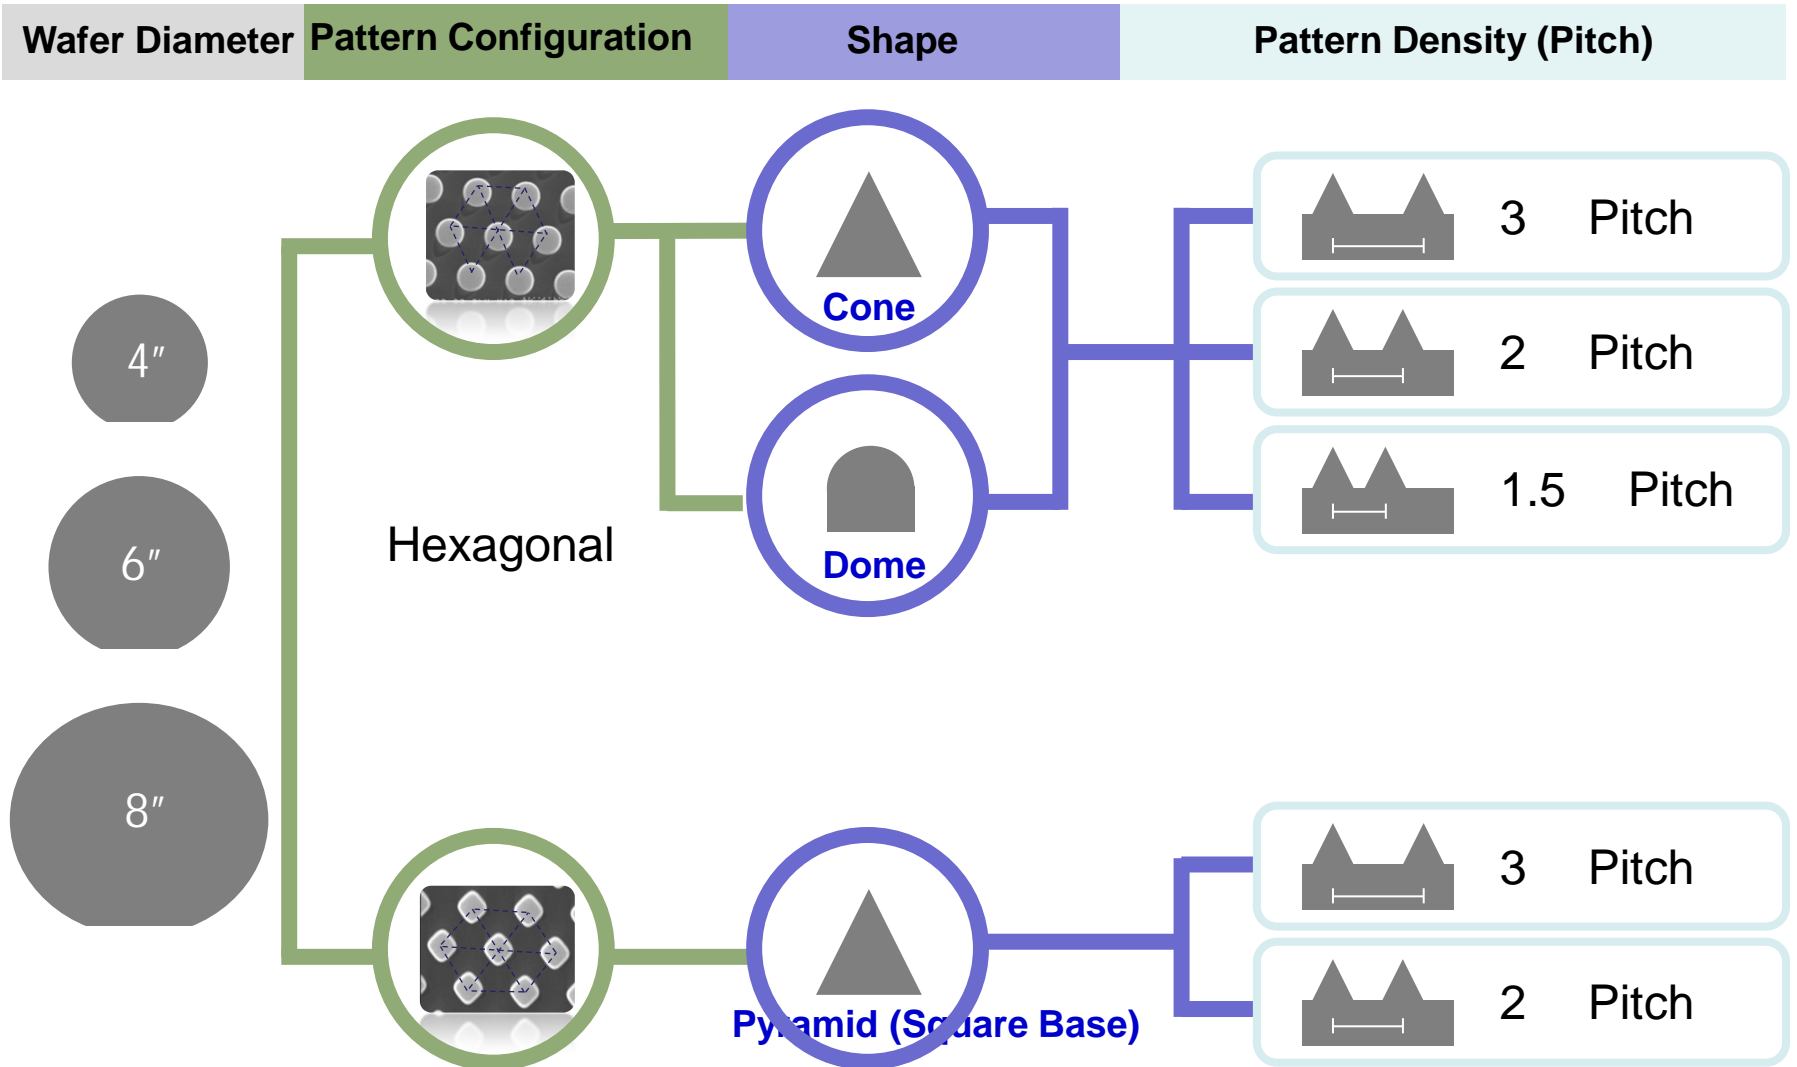 Wafer Diameter
Pattern Configuration
Shape
Pattern Density (Pitch)
4″
6″
8″
Hexagonal
Cone
Dome
Pyramid (Square Base)
3 Pitch
2 Pitch
1.5 Pitch
3 Pitch
2 Pitch